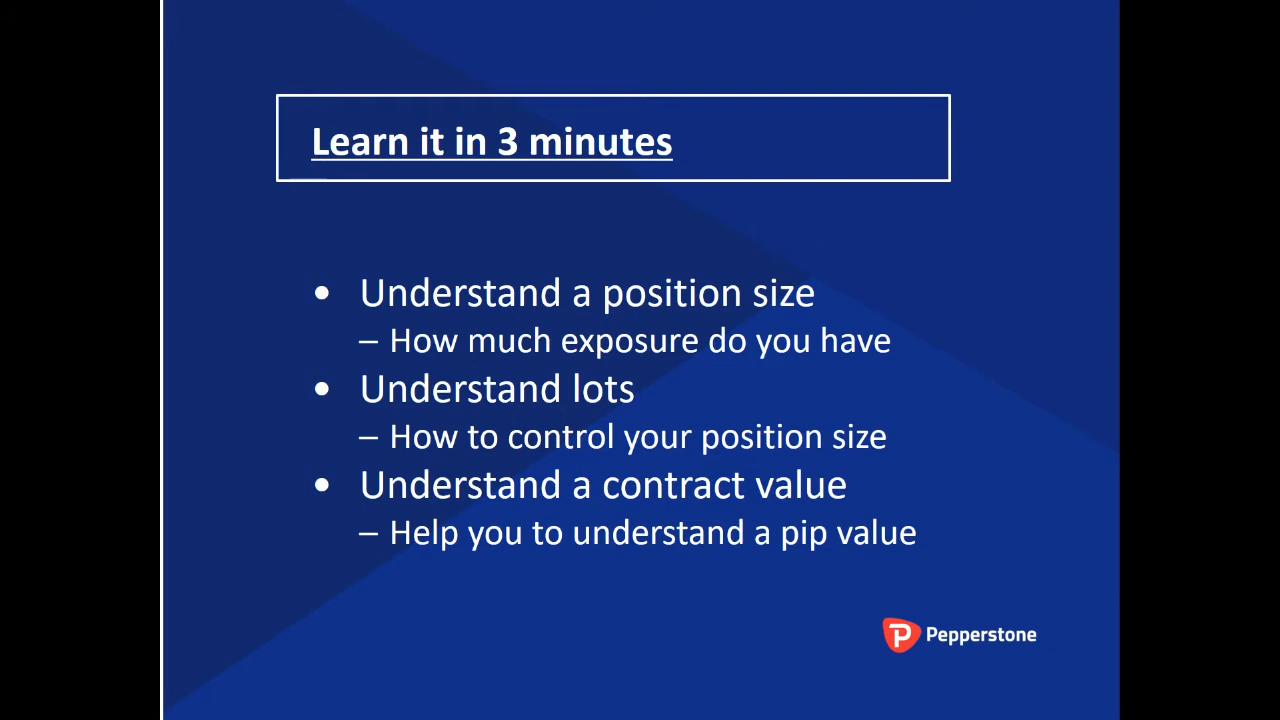 Learn it in 3 minutes
• Understand a position size
– How much exposure do you have
• Understand lots
– How to control your position size
• Understand a contract value
– Help you to understand a pip value
Pepperstone